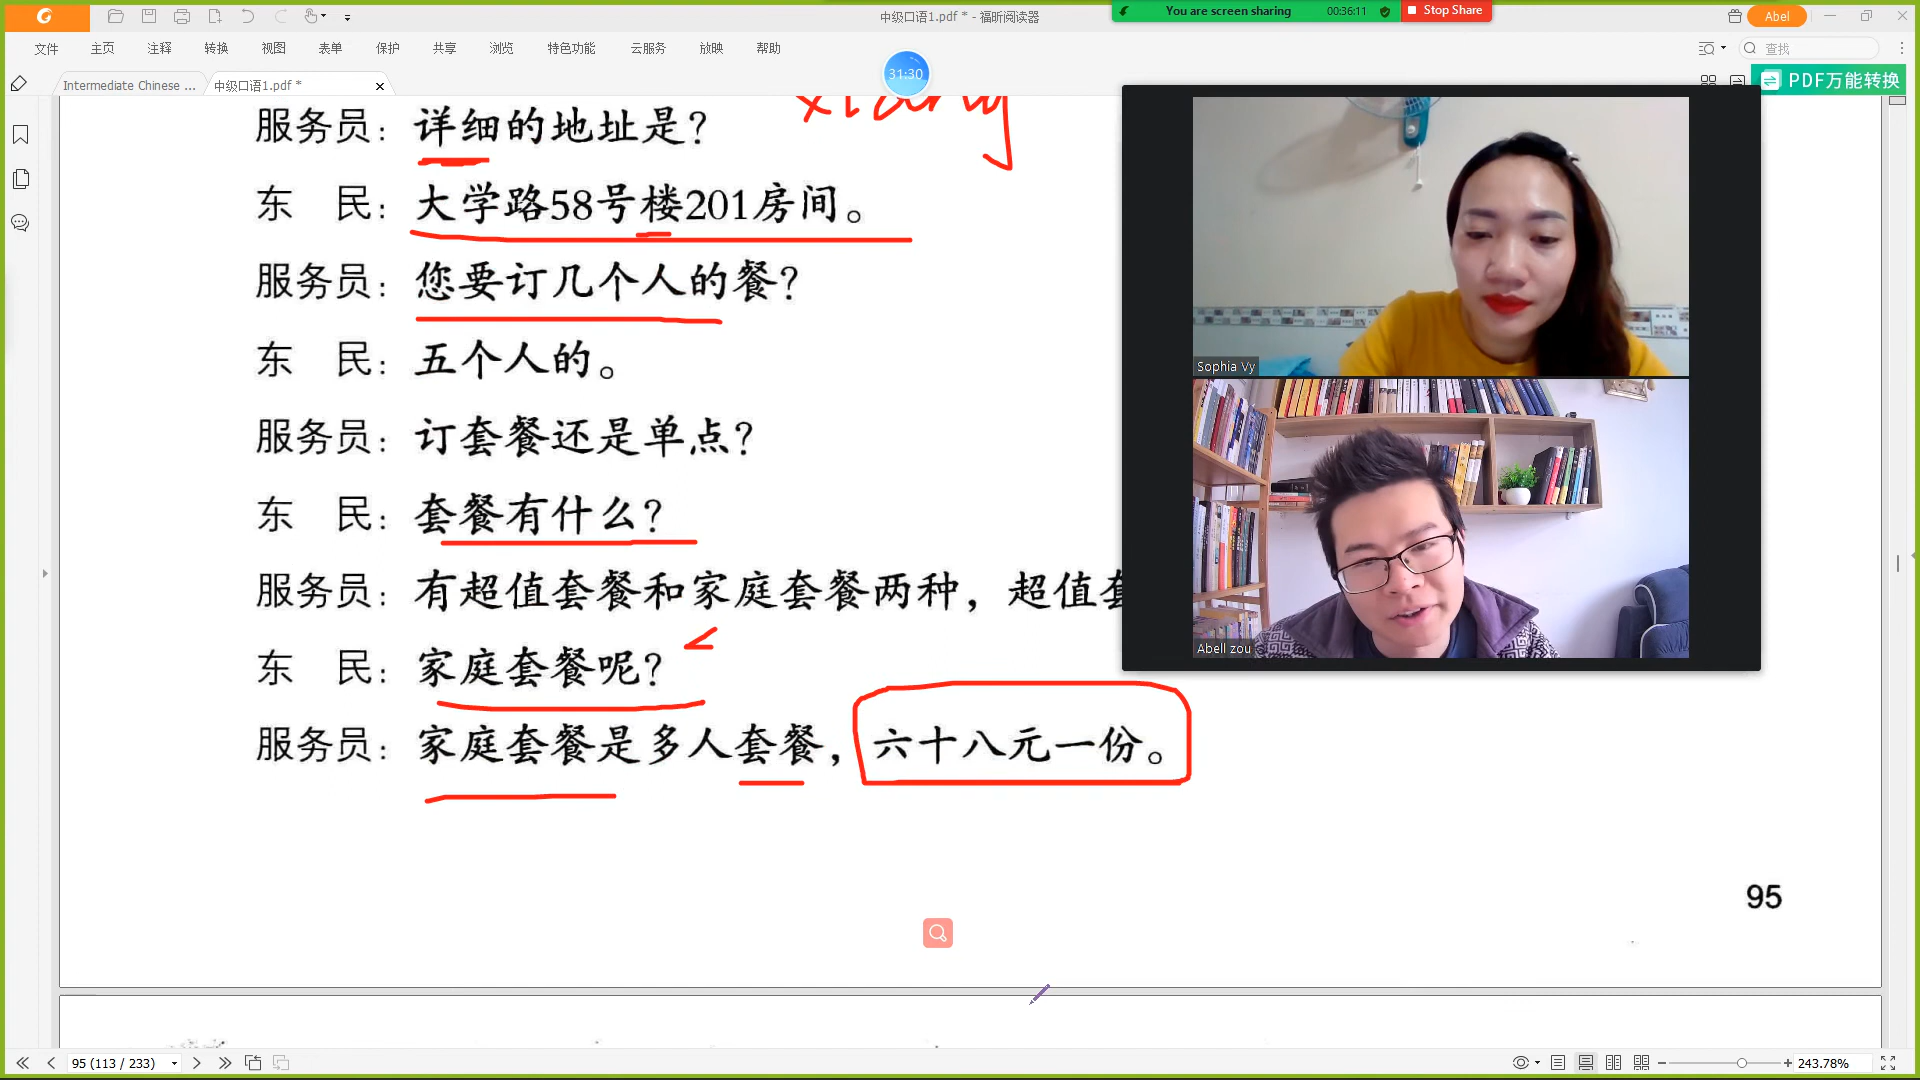 中级口语1.pdf * - 福昕阅读器
You are screen sharing 00:36:11 Stop Share
Abel
文件 主页 注释 转换 视图 表单 保护 共享 浏览 特色功能 云服务 放映 帮助
查找
31:30
Intermediate Chinese ...
中级口语1.pdf *
PDF万能转换
xiang
服务员：详细的地址是？
东 民：大学路58号楼201房间。
服务员：您要订几个人的餐？
东 民：五个人的。
服务员：订套餐还是单点？
东 民：套餐有什么？
服务员：有超值套餐和家庭套餐两种，超值套
东 民：家庭套餐呢？
服务员：家庭套餐是多人套餐，六十八元一份。
Sophia Vy
Abell zou
95
95 (113 / 233)
243.78%